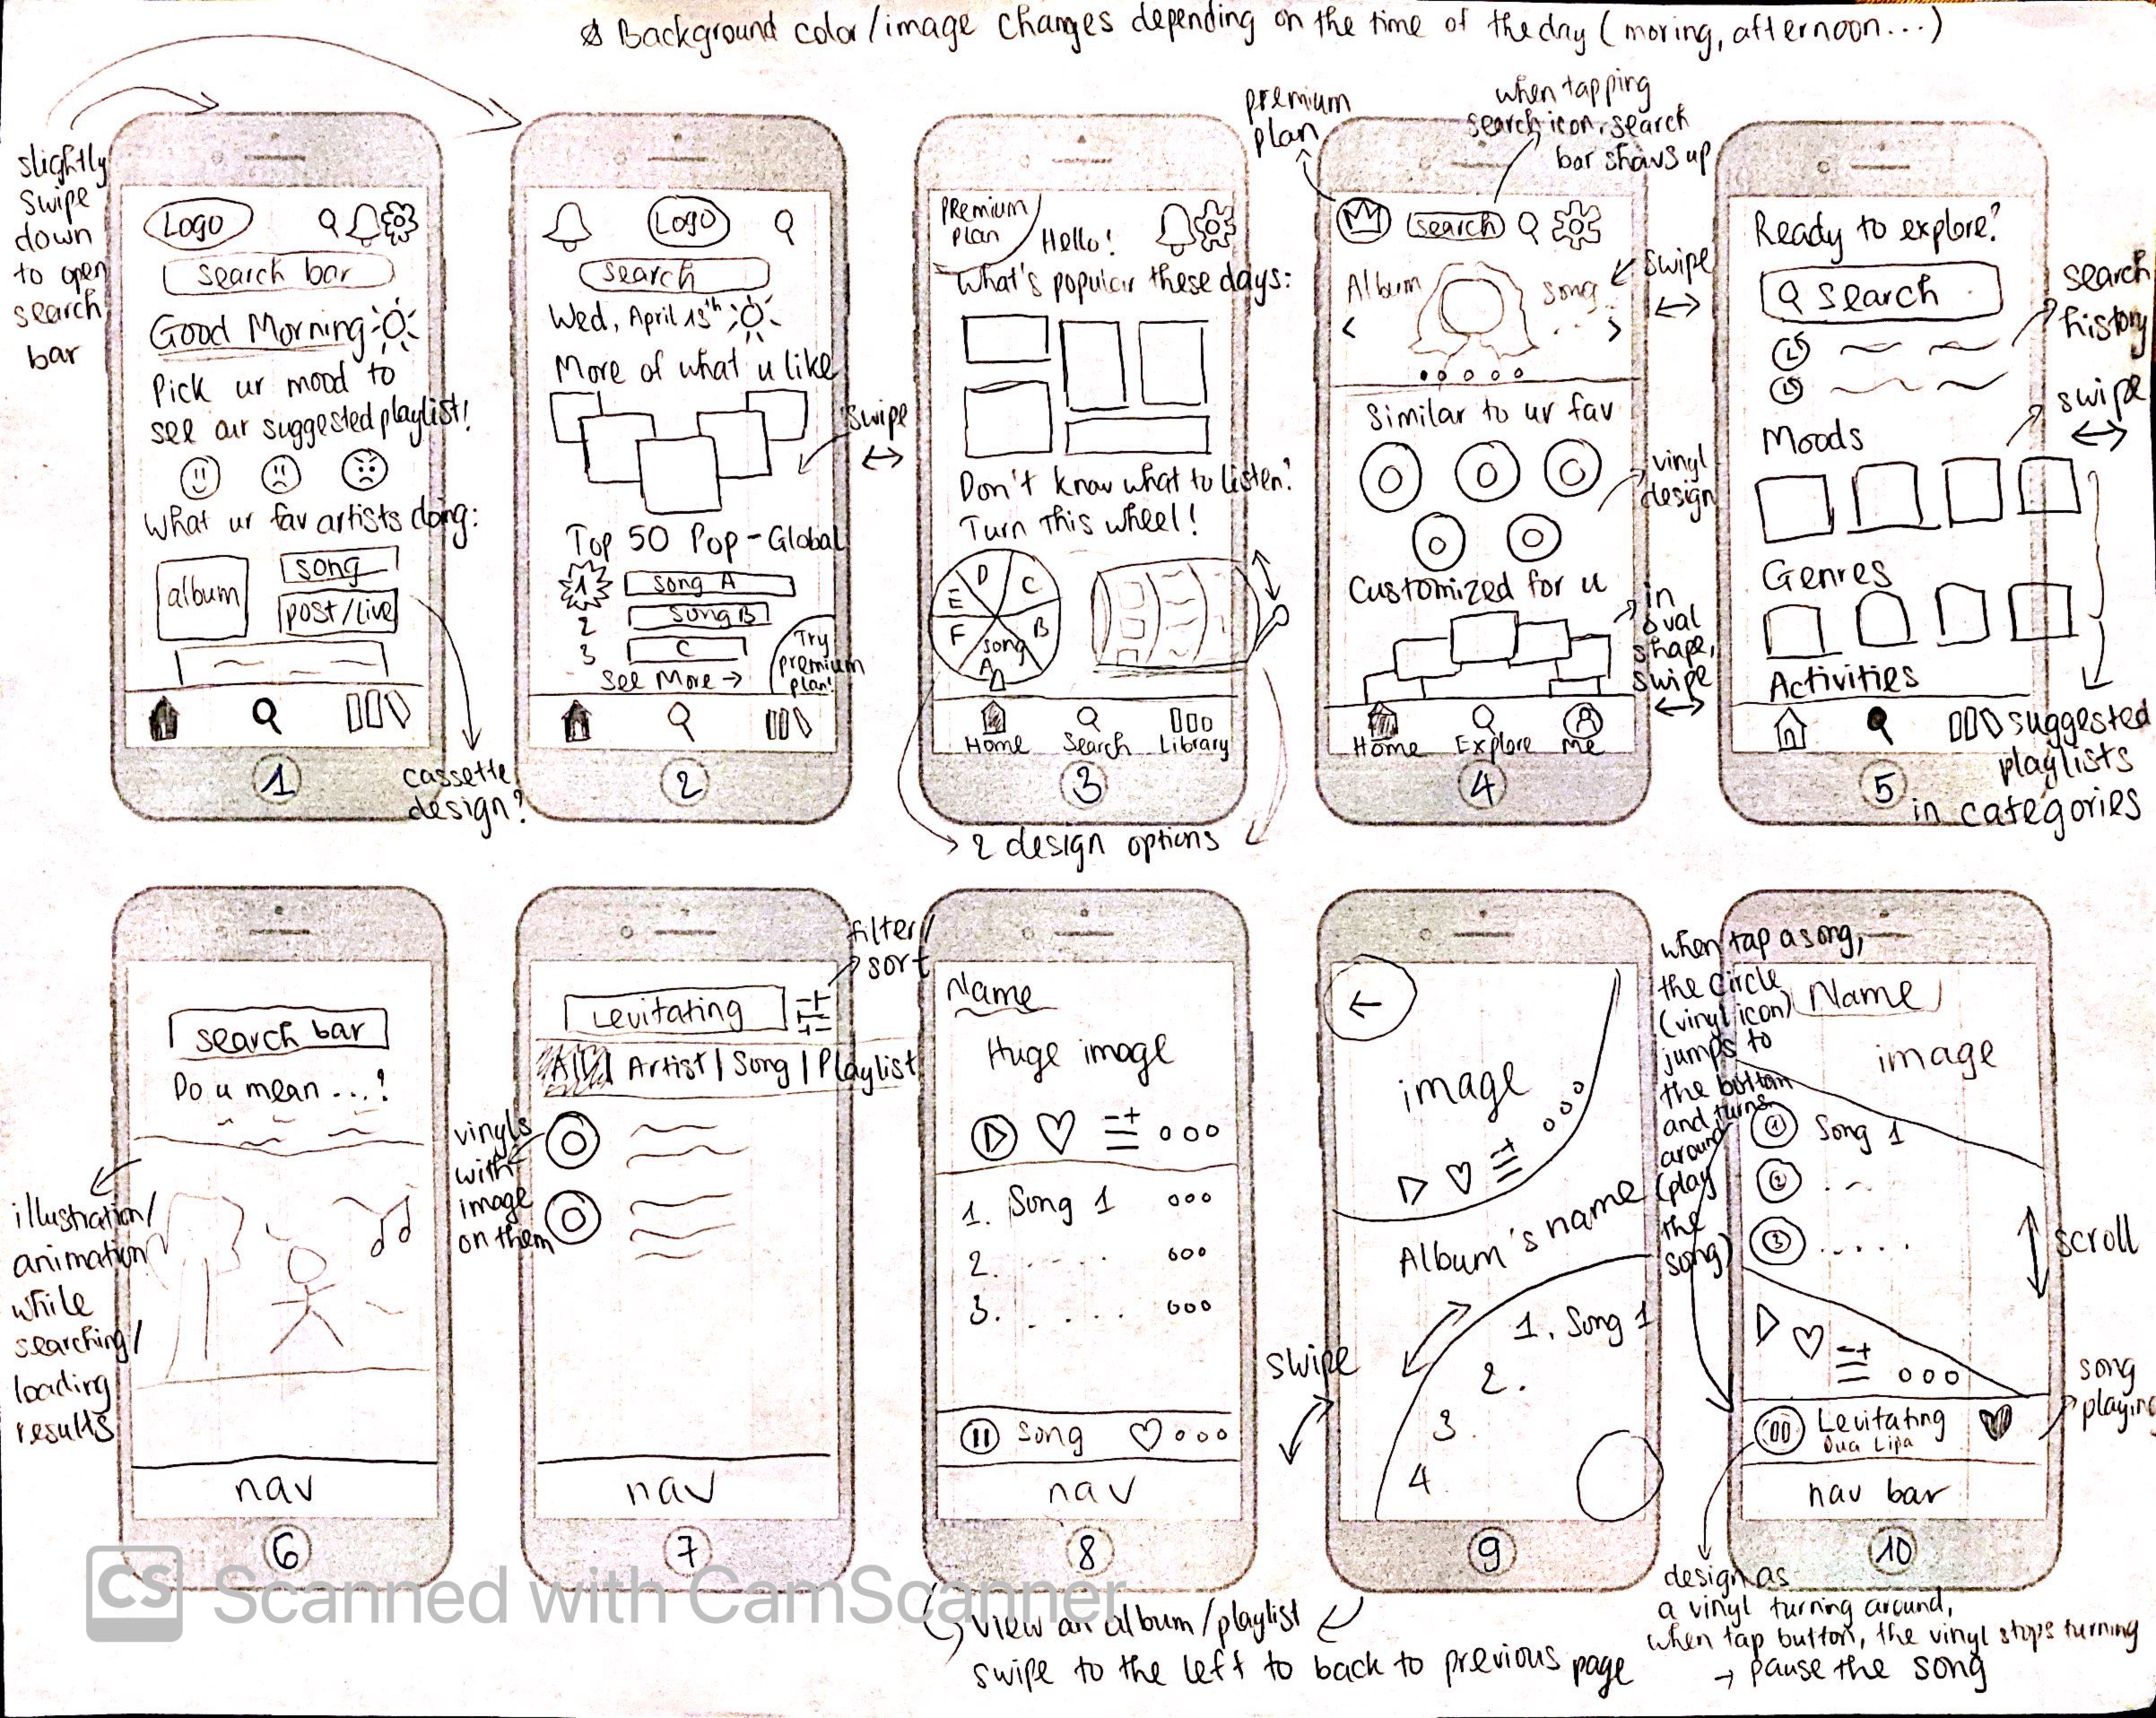 Background color/image changes depending on the time of the day (moring, afternoon...)
slightly
swipe
down
to open
search
bar
Logo
search bar
Good Morning
Pick ur mood to
see our suggested playlist!
What ur fav artists doing:
album
song
post/live
1
cassette
design?
Logo
search
Wed, April 13th
More of what u like
swipe
Top 50 Pop - Global
1 song A
2 song B
3 C
See More →
Try
premium
plan!
2
Premium
Plan
Hello!
What's popular these days:
Don't know what to listen?
Turn this wheel!
D
C
E
B
F
song
A
Home Search Library
3
2 design options
premium
plan
when tapping
search icon, search
bar shows up
search
Album
song
< >
swipe
Similar to ur fav
vinyl
design
Customized for u
in
oval
shape,
swipe
Home Explore Me
4
Ready to explore?
search
search
history
Moods
swipe
Genres
Activities
suggested
playlists
in categories
5
search bar
Do u mean ...?
illustration/
animation
while
searching/
loading
results
nav
6
filter/
sort
Levitating
All | Artist | Song | Playlist
vinyls
with
image
on them
nav
7
Name
Huge image
1. Song 1
2.
3.
song
nav
8
view an album/playlist
swipe to the left to back to previous page
←
image
Album's name
swipe
1. Song 1
2.
3.
4
9
when tap a song,
the circle
(vinyl icon)
jumps to
the bottom
and turns
around
(play
the
song)
Name
image
1 Song 1
2
3
scroll
song
playing
Levitating
Dua Lipa
nav bar
10
design as
a vinyl turning around,
when tap button, the vinyl stops turning
→ pause the song
CS Scanned with CamScanner